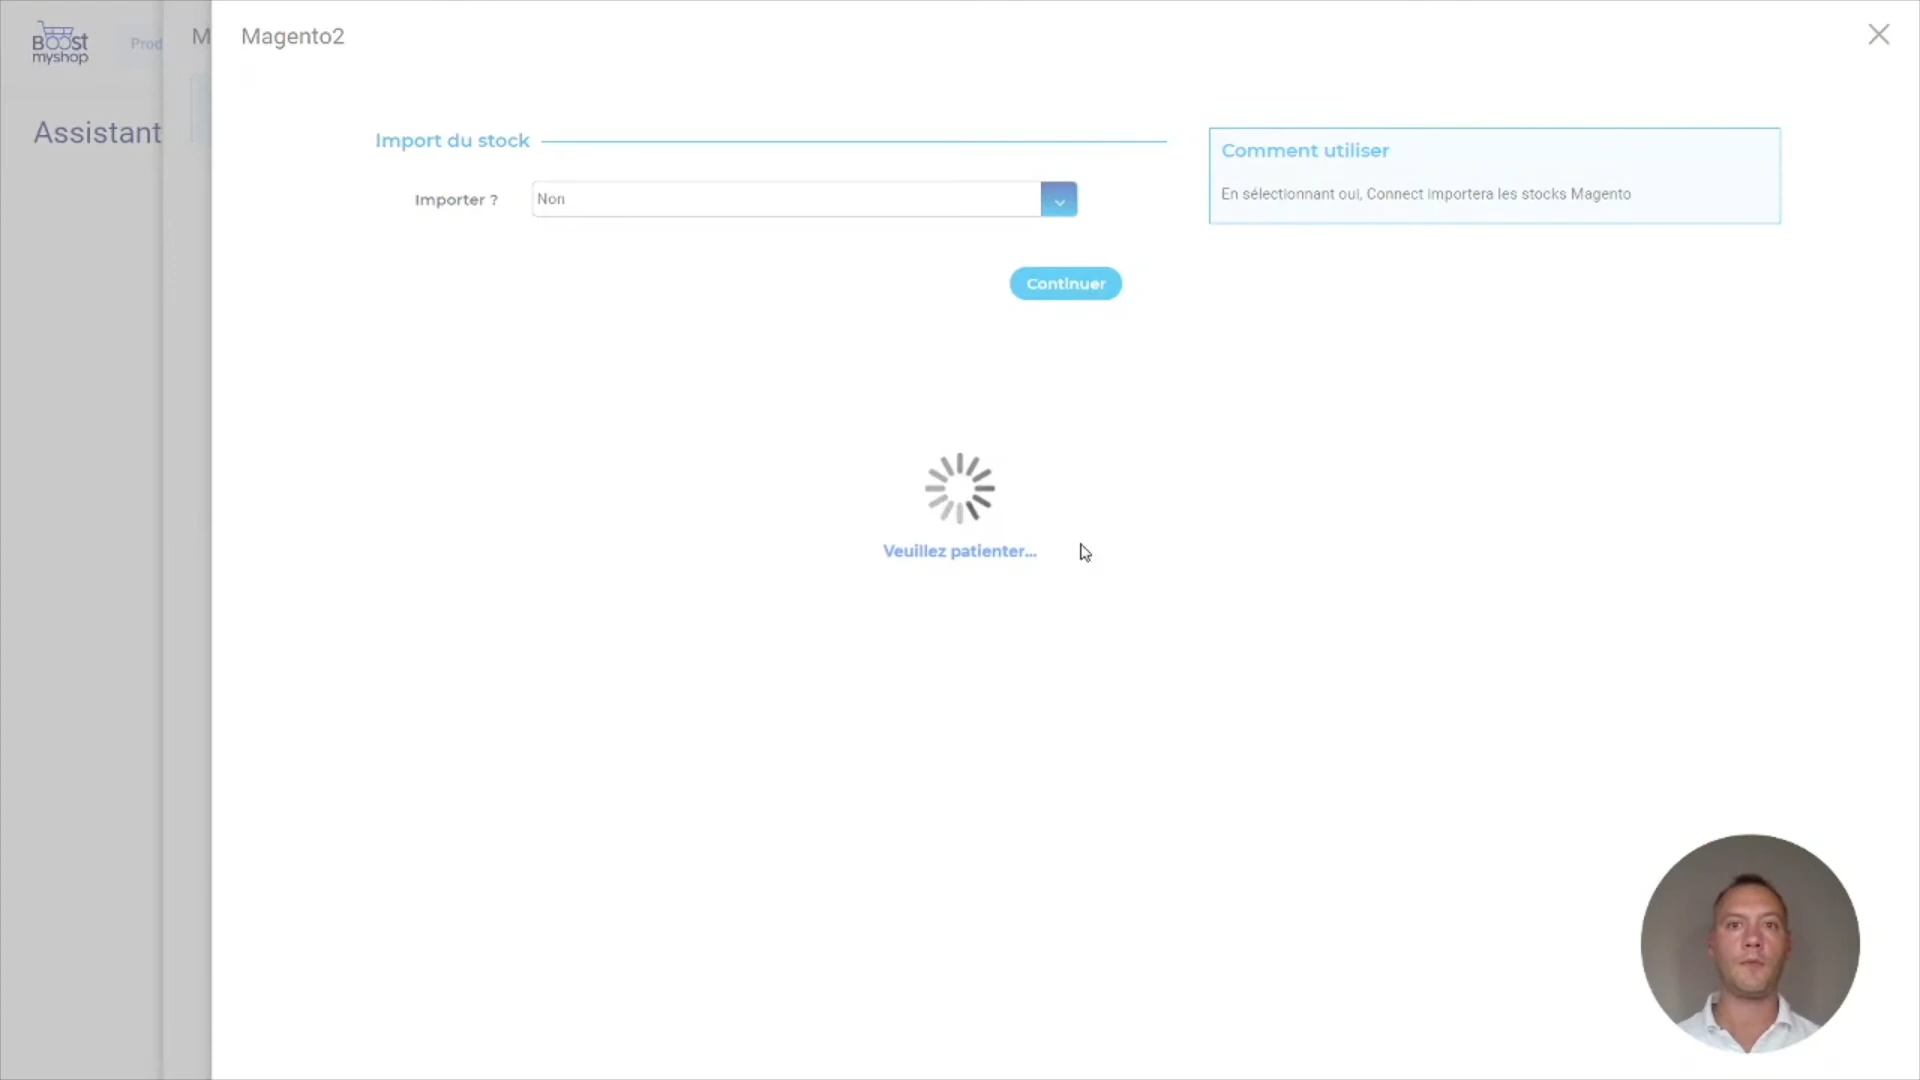 Boost
myshop
Prod
M
Magento2
Assistant
Import du stock
Importer ?
Non
Continuer
Comment utiliser
En sélectionnant oui, Connect importera les stocks Magento
Veuillez patienter...